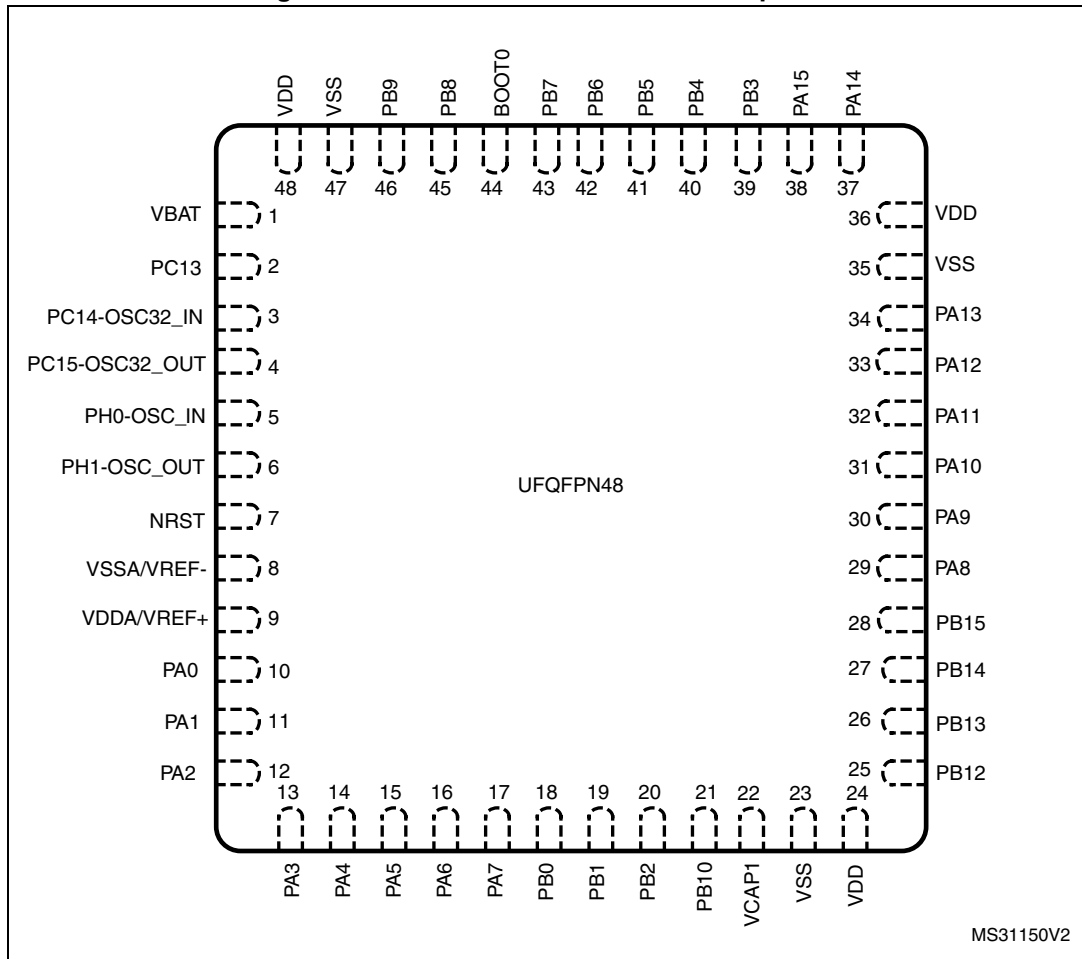 VDD
VSS
PB9
PB8
BOOT0
PB7
PB6
PB5
PB4
PB3
PA15
PA14
48 47 46 45 44 43 42 41 40 39 38 37
VBAT 1 36 VDD
PC13 2 35 VSS
PC14-OSC32_IN 3 34 PA13
PC15-OSC32_OUT 4 33 PA12
PH0-OSC_IN 5 32 PA11
PH1-OSC_OUT 6 31 PA10
UFQFPN48
NRST 7 30 PA9
VSSA/VREF- 8 29 PA8
VDDA/VREF+ 9 28 PB15
PA0 10 27 PB14
PA1 11 26 PB13
PA2 12 25 PB12
13 14 15 16 17 18 19 20 21 22 23 24
PA3
PA4
PA5
PA6
PA7
PB0
PB1
PB2
PB10
VCAP1
VSS
VDD
MS31150V2